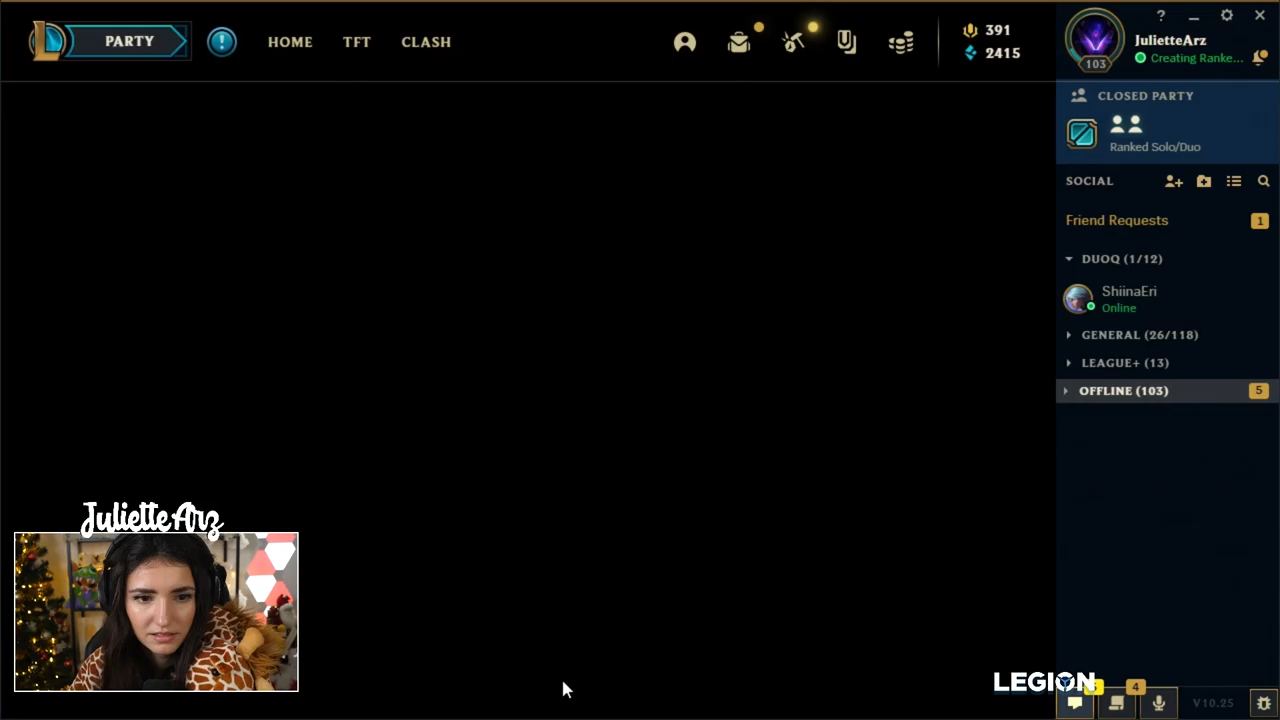 PARTY
HOME
TFT
CLASH
391
2415
?
JulietteArz
Creating Ranke...
103
CLOSED PARTY
Ranked Solo/Duo
SOCIAL
Friend Requests
1
DUOQ (1/12)
ShiinaEri
Online
GENERAL (26/118)
LEAGUE+ (13)
OFFLINE (103)
5
JulietteArz
LEGION
4
V10.25